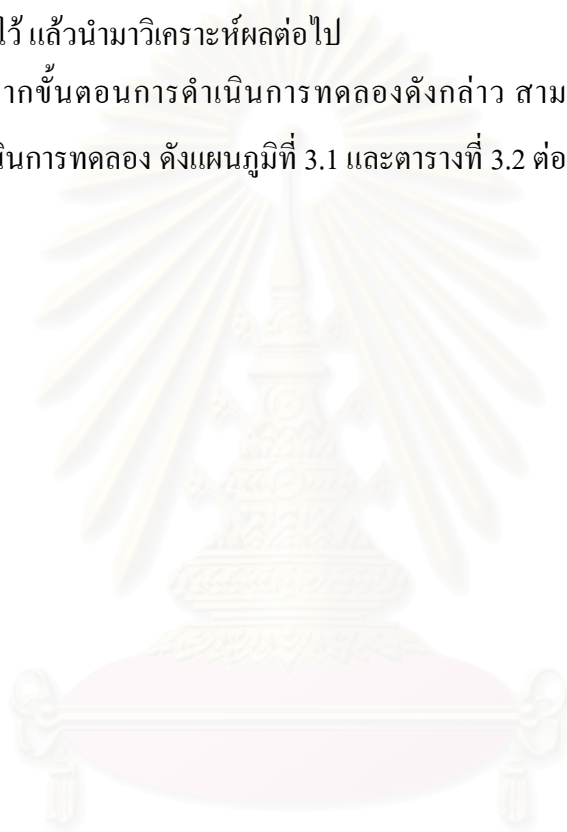 ไว้ แล้วนำมาวิเคราะห์ผลต่อไป
ากขั้นตอนการดำเนินการทดลองดังกล่าว สาม
นินการทดลอง ดังแผนภูมิที่ 3.1 และตารางที่ 3.2 ต่อ